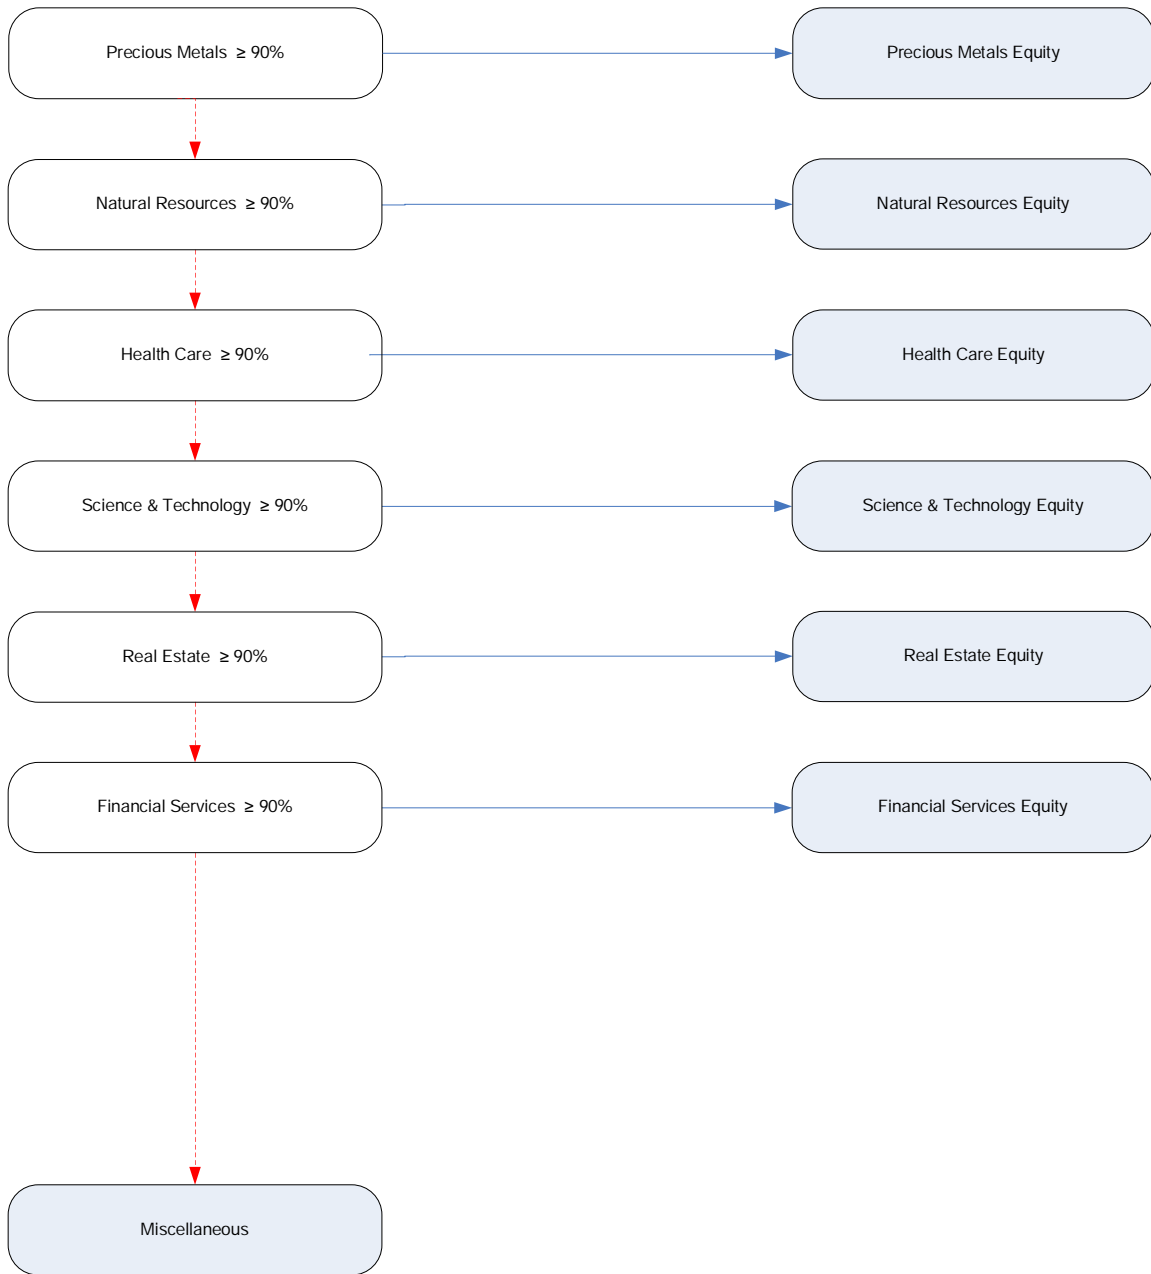 Precious Metals ≥ 90%
Precious Metals Equity
Natural Resources ≥ 90%
Natural Resources Equity
Health Care ≥ 90%
Health Care Equity
Science & Technology ≥ 90%
Science & Technology Equity
Real Estate ≥ 90%
Real Estate Equity
Financial Services ≥ 90%
Financial Services Equity
Miscellaneous